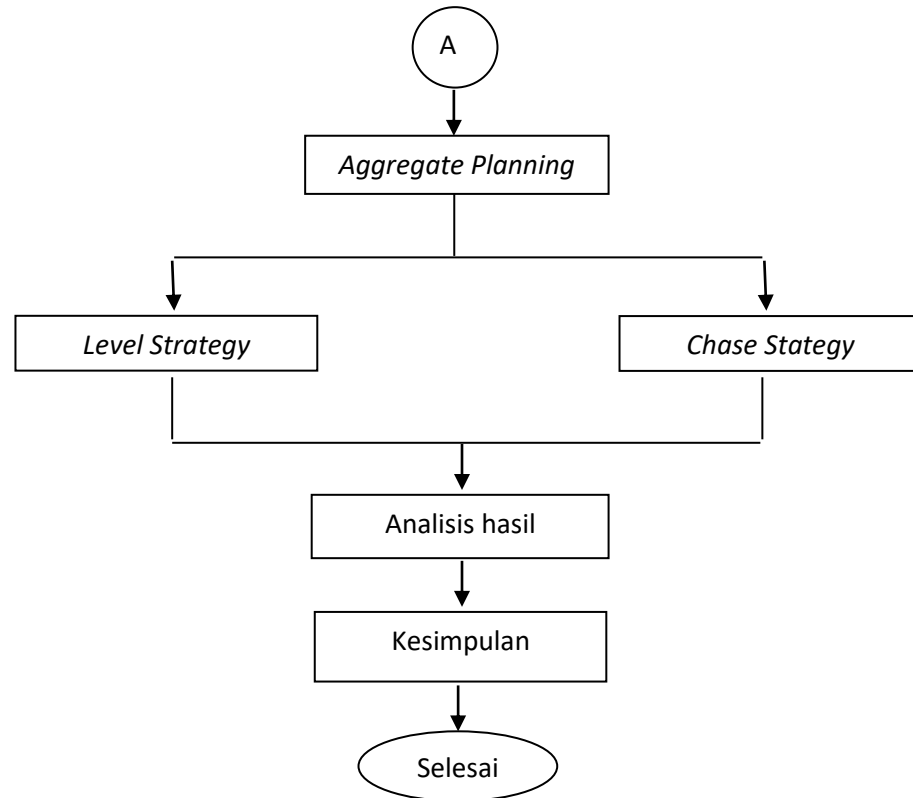 A
Aggregate Planning
Level Strategy
Chase Stategy
Analisis hasil
Kesimpulan
Selesai